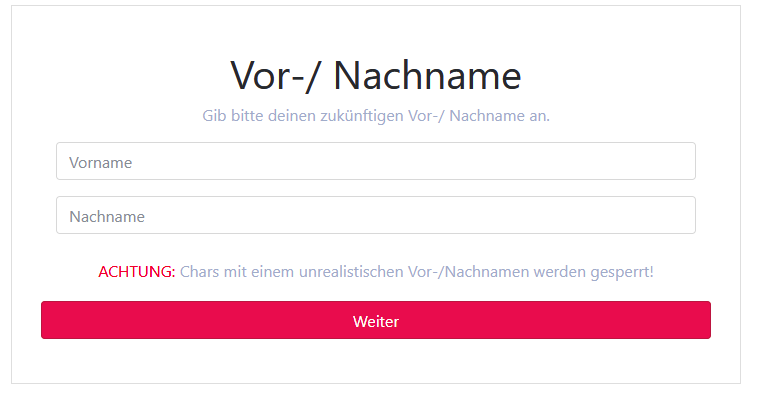 Vor-/ Nachname
Gib bitte deinen zukünftigen Vor-/ Nachname an.
Vorname
Nachname
ACHTUNG: Chars mit einem unrealistischen Vor-/Nachnamen werden gesperrt!
Weiter